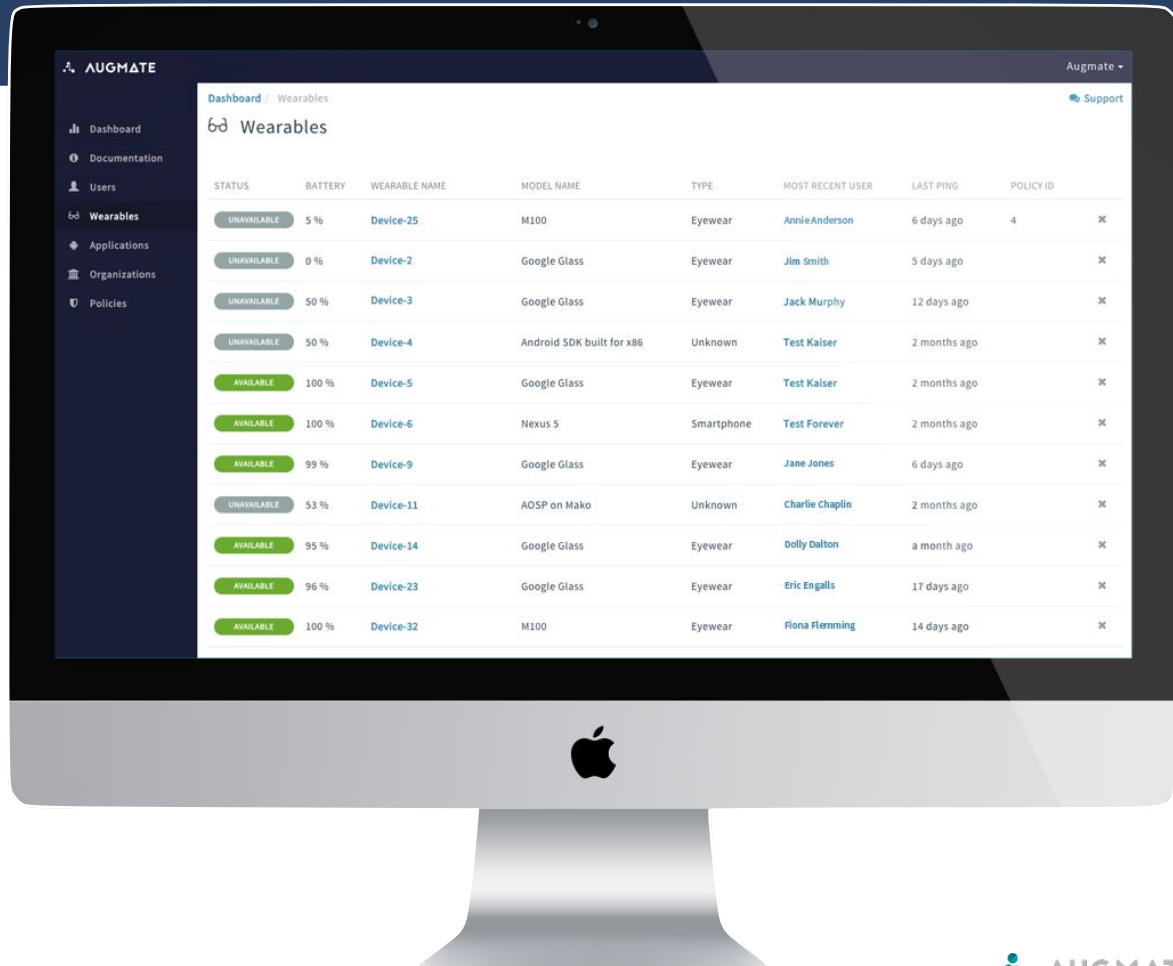 AUGMATE
Augmate
Dashboard / Wearables
Support
Wearables
Dashboard
Documentation
Users
Wearables
Applications
Organizations
Policies
STATUS BATTERY WEARABLE NAME MODEL NAME TYPE MOST RECENT USER LAST PING POLICY ID
UNAVAILABLE 5 % Device-25 M100 Eyewear Annie Anderson 6 days ago 4
UNAVAILABLE 0 % Device-2 Google Glass Eyewear Jim Smith 5 days ago
UNAVAILABLE 50 % Device-3 Google Glass Eyewear Jack Murphy 12 days ago
UNAVAILABLE 50 % Device-4 Android SDK built for x86 Unknown Test Kaiser 2 months ago
AVAILABLE 100 % Device-5 Google Glass Eyewear Test Kaiser 2 months ago
AVAILABLE 100 % Device-6 Nexus 5 Smartphone Test Forever 2 months ago
AVAILABLE 99 % Device-9 Google Glass Eyewear Jane Jones 6 days ago
UNAVAILABLE 53 % Device-11 AOSP on Mako Unknown Charlie Chaplin 2 months ago
AVAILABLE 95 % Device-14 Google Glass Eyewear Dolly Dalton a month ago
AVAILABLE 96 % Device-23 Google Glass Eyewear Eric Engalls 17 days ago
AVAILABLE 100 % Device-32 M100 Eyewear Fiona Flemming 14 days ago